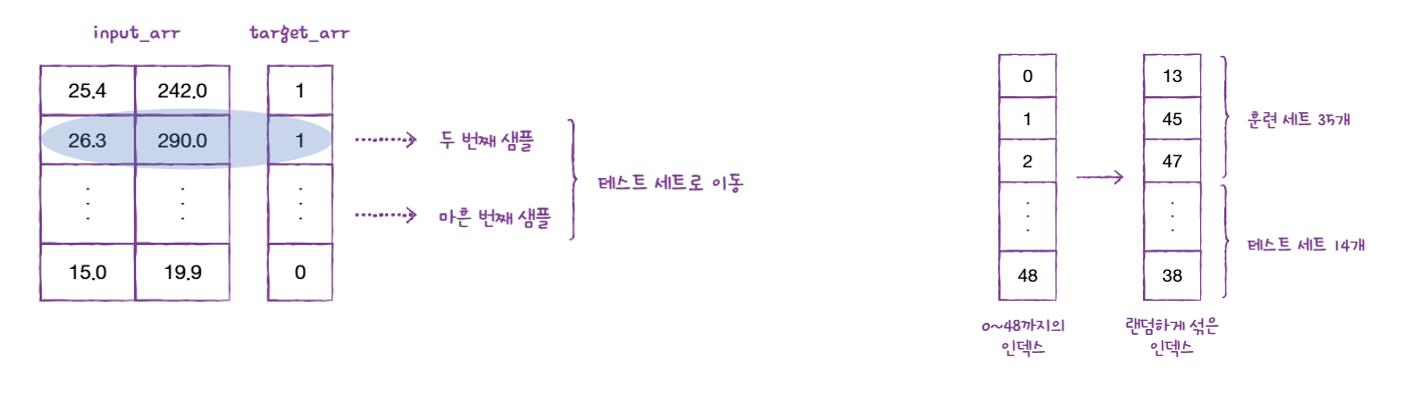 input_arr target_arr
25.4 242.0 1
26.3 290.0 1
두 번째 샘플
테스트 세트로 이동
마흔 번째 샘플
15.0 19.9 0
0 13
1 45
2 47
48 38
훈련 세트 35개
테스트 세트 14개
0~48까지의
인덱스
랜덤하게 섞은
인덱스